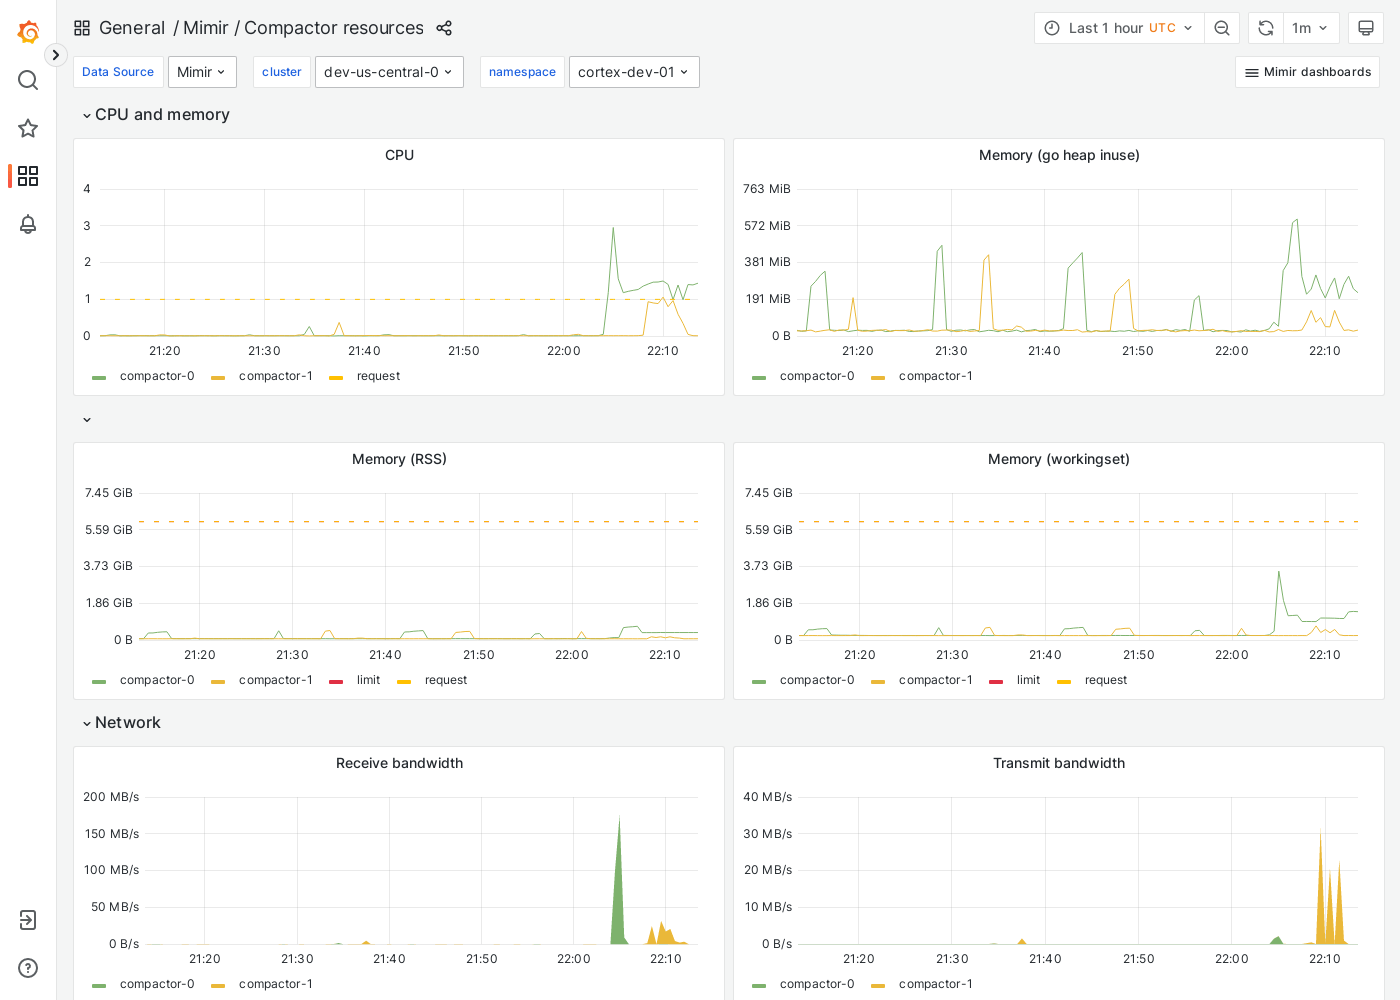 General / Mimir / Compactor resources
Last 1 hour UTC
1m
Data Source Mimir cluster dev-us-central-0 namespace cortex-dev-01 Mimir dashboards
CPU and memory
CPU
4
3
2
1
0
21:20 21:30 21:40 21:50 22:00 22:10
compactor-0 compactor-1 request
Memory (go heap inuse)
763 MiB
572 MiB
381 MiB
191 MiB
0 B
21:20 21:30 21:40 21:50 22:00 22:10
compactor-0 compactor-1
Memory (RSS)
7.45 GiB
5.59 GiB
3.73 GiB
1.86 GiB
0 B
21:20 21:30 21:40 21:50 22:00 22:10
compactor-0 compactor-1 limit request
Memory (workingset)
7.45 GiB
5.59 GiB
3.73 GiB
1.86 GiB
0 B
21:20 21:30 21:40 21:50 22:00 22:10
compactor-0 compactor-1 limit request
Network
Receive bandwidth
200 MB/s
150 MB/s
100 MB/s
50 MB/s
0 B/s
21:20 21:30 21:40 21:50 22:00 22:10
compactor-0 compactor-1
Transmit bandwidth
40 MB/s
30 MB/s
20 MB/s
10 MB/s
0 B/s
21:20 21:30 21:40 21:50 22:00 22:10
compactor-0 compactor-1